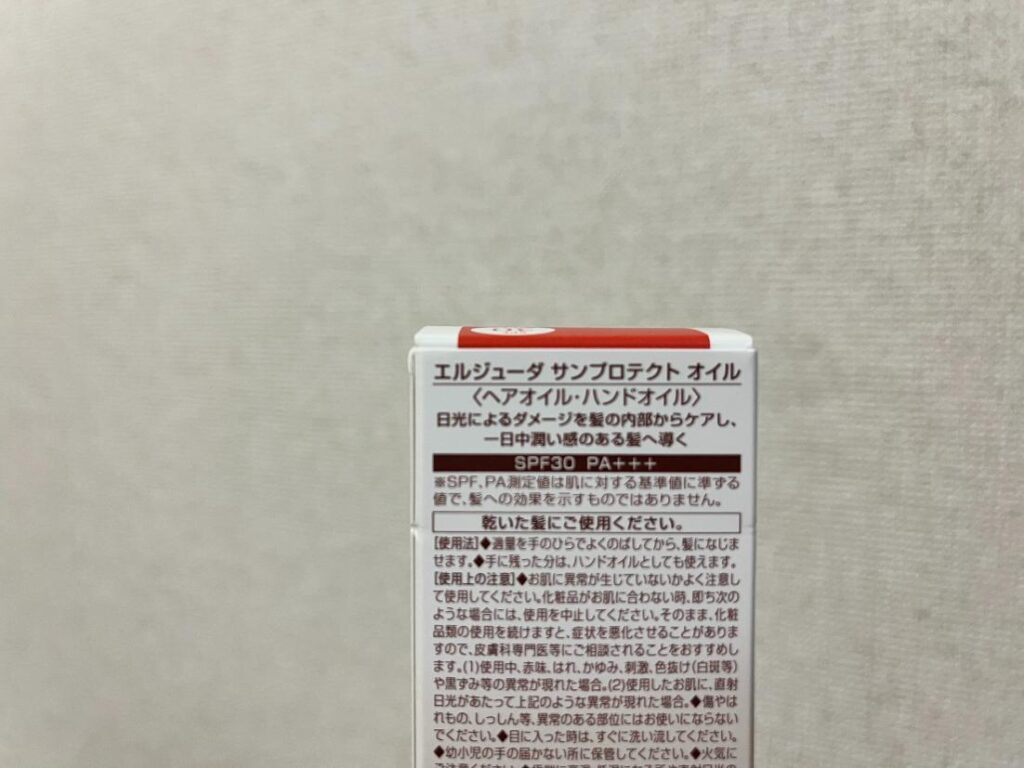 エルジューダ サンプロテクト オイル
〈ヘアオイル・ハンドオイル〉
日光によるダメージを髪の内部からケアし、
一日中潤い感のある髪へ導く
SPF30 PA+++
※SPF、PA測定値は肌に対する基準値に準ずる
値で、髪への効果を示すものではありません。
乾いた髪にご使用ください。
[使用法]◆適量を手のひらでよくのばしてから、髪になじま
せます。◆手に残った分は、ハンドオイルとしても使えます。
[使用上の注意]◆お肌に異常が生じていないかよく注意し
て使用してください。化粧品がお肌に合わない時、即ち次の
ような場合には、使用を中止してください。そのまま、化粧
品類の使用を続けますと、症状を悪化させることがありま
すので、皮膚科専門医等にご相談されることをおすすめし
ます。(1)使用中、赤味、はれ、かゆみ、刺激、色抜け(白斑等)
や黒ずみ等の異常が現れた場合。(2)使用したお肌に、直射
日光があたって上記のような異常が現れた場合。◆傷やは
れもの、しっしん等、異常のある部位にはお使いにならない
でください。◆目に入った時は、すぐに洗い流してください。
◆幼小児の手の届かない所に保管してください。◆火気に